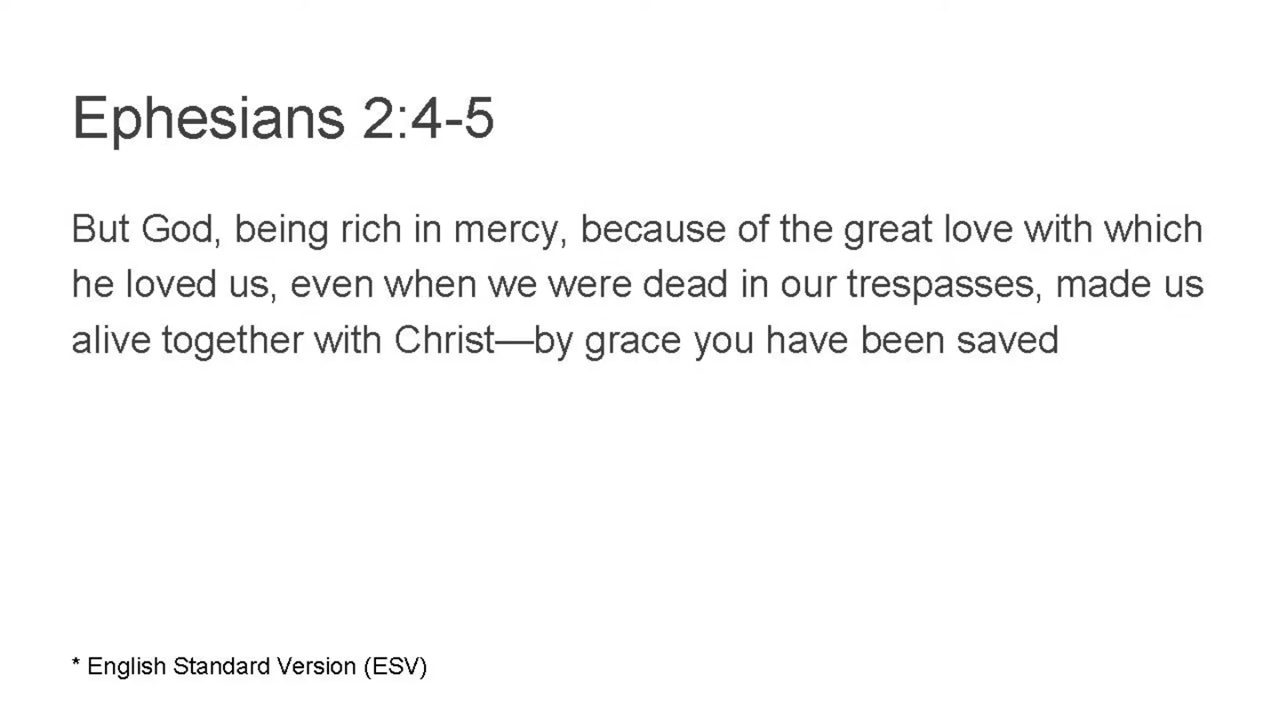 Ephesians 2:4-5
But God, being rich in mercy, because of the great love with which
he loved us, even when we were dead in our trespasses, made us
alive together with Christ—by grace you have been saved
* English Standard Version (ESV)